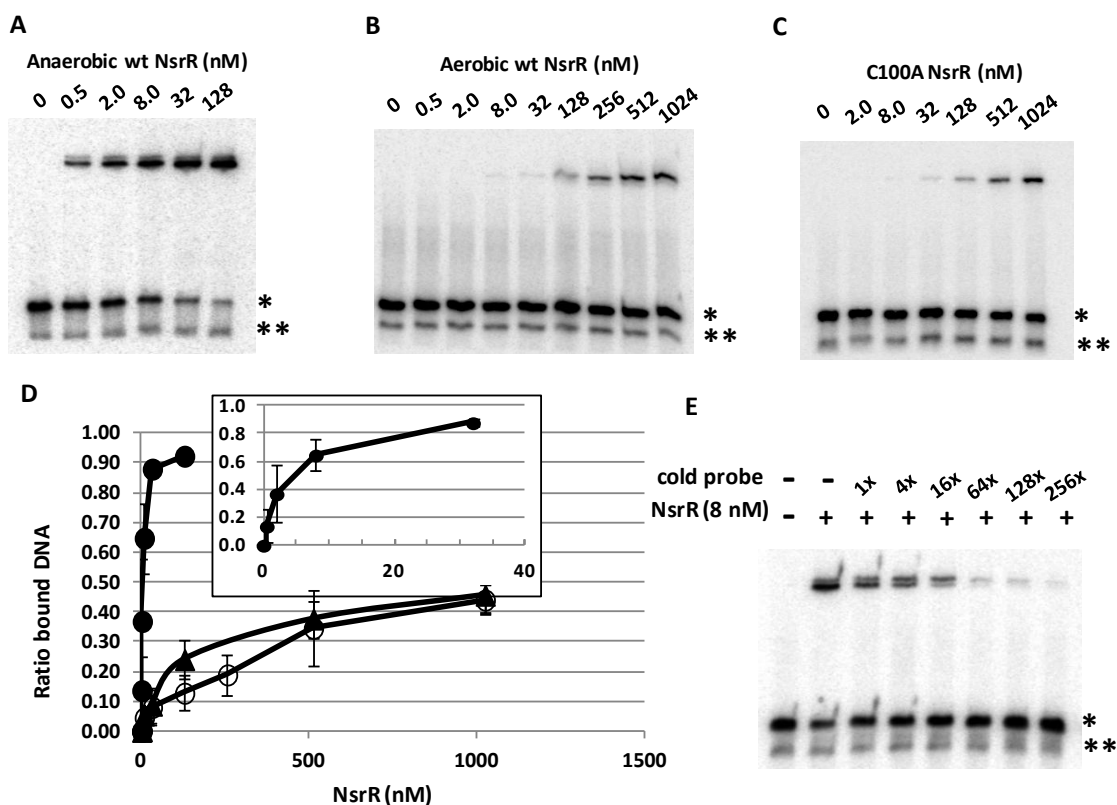 A
Anaerobic wt NsrR (nM)
0 0.5 2.0 8.0 32 128
*
**
B
Aerobic wt NsrR (nM)
0 0.5 2.0 8.0 32 128 256 512 1024
*
**
C
C100A NsrR (nM)
0 2.0 8.0 32 128 512 1024
*
**
D
Ratio bound DNA
1.00
0.90
0.80
0.70
0.60
0.50
0.40
0.30
0.20
0.10
0.00
0 500 1000 1500
NsrR (nM)
1.0
0.8
0.6
0.4
0.2
0.0
0 20 40
E
cold probe - - 1x 4x 16x 64x 128x 256x
NsrR (8 nM) - + + + + + + +
*
**